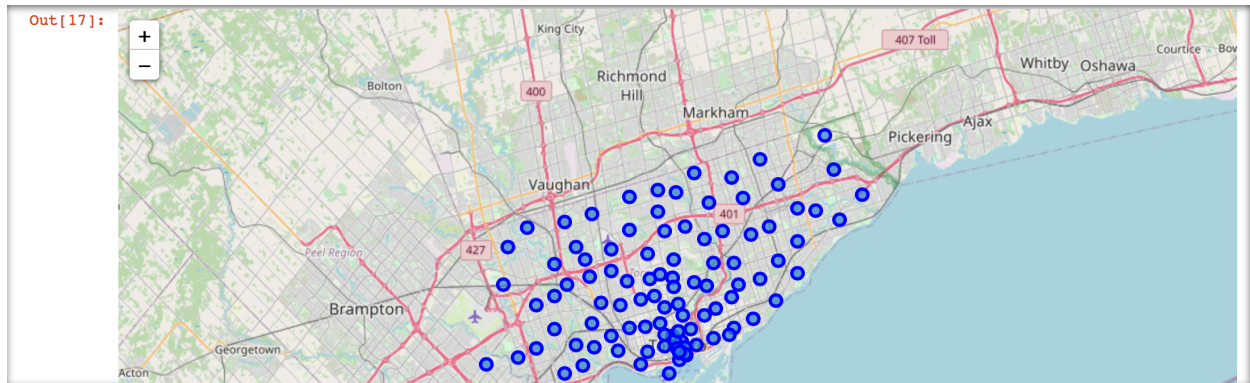 Out[17]:
+
−
King City
407 Toll
Courtice
Whitby
Oshawa
Richmond
Hill
Bolton
400
Markham
Ajax
Pickering
Vaughan
401
427
Peel Region
Brampton
Georgetown
Acton